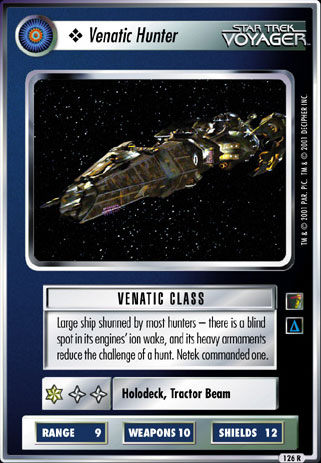 Venatic Hunter
STAR TREK
VOYAGER
TM & © 2001 PAR. PIC. TM & © 2001 DECIPHER INC.
VENATIC CLASS
Large ship shunned by most hunters – there is a blind
spot in its engines' ion wake, and its heavy armaments
reduce the challenge of a hunt. Netek commanded one.
Holodeck, Tractor Beam
RANGE 9 WEAPONS 10 SHIELDS 12
126 R